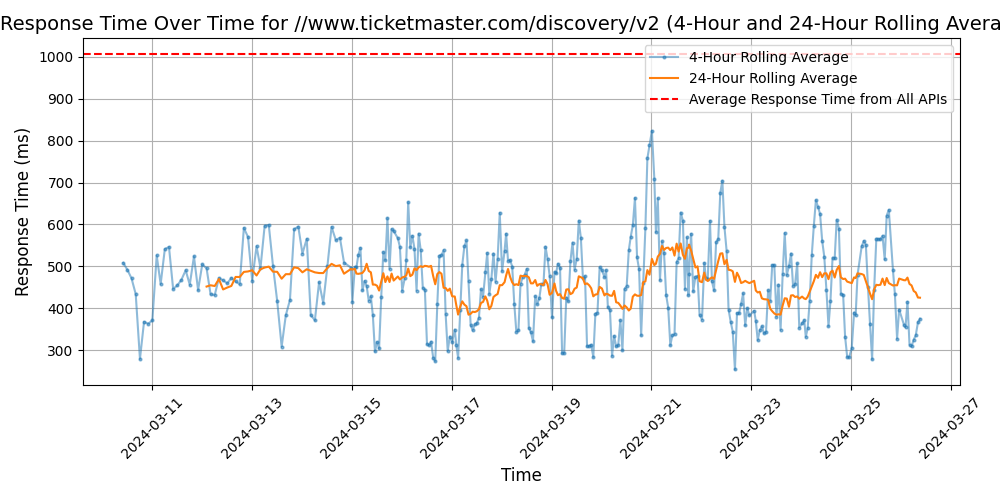 Response Time Over Time for //www.ticketmaster.com/discovery/v2 (4-Hour and 24-Hour Rolling Avera
4-Hour Rolling Average
24-Hour Rolling Average
Average Response Time from All APIs
Response Time (ms)
1000
900
800
700
600
500
400
300
2024-03-11
2024-03-13
2024-03-15
2024-03-17
2024-03-19
2024-03-21
2024-03-23
2024-03-25
2024-03-27
Time